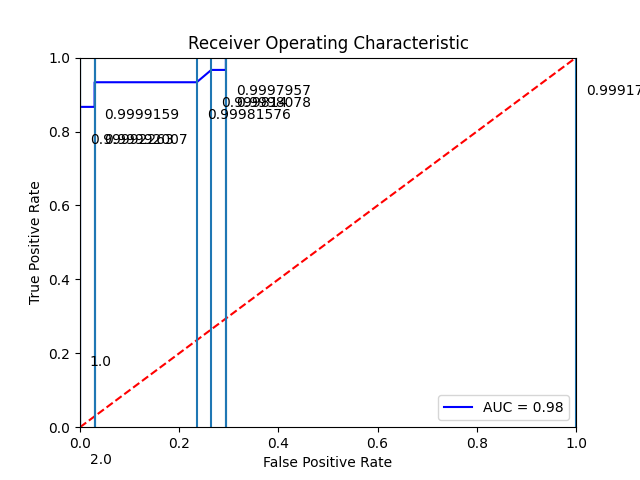 Receiver Operating Characteristic
1.0
0.8
0.6
0.4
0.2
0.0
True Positive Rate
0.9997957
0.99981576
0.9999159
0.99917
1.0
2.0
AUC = 0.98
0.0 0.2 0.4 0.6 0.8 1.0
False Positive Rate